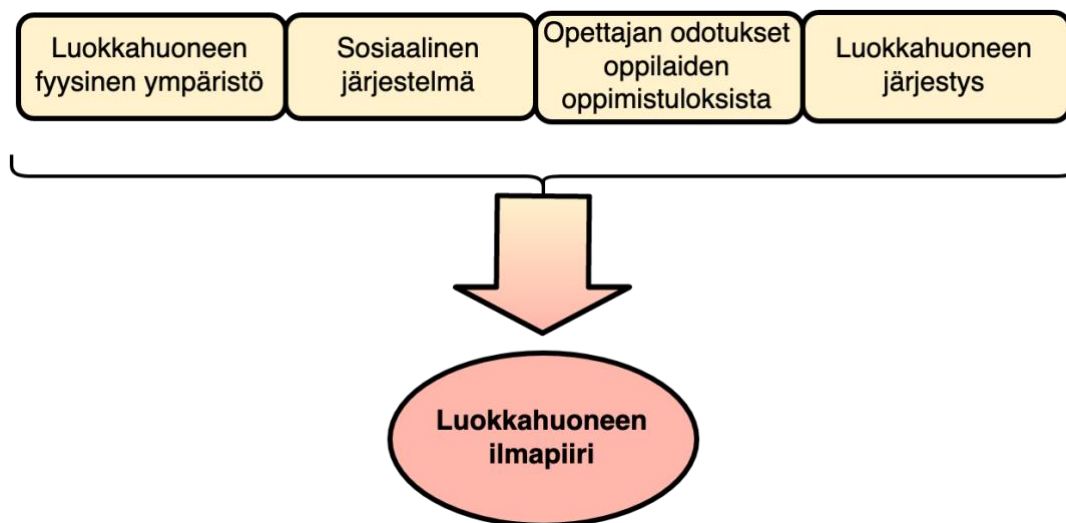 Luokkahuoneen
fyysinen ympäristö
Sosiaalinen
järjestelmä
Opettajan odotukset
oppilaiden
oppimistuloksista
Luokkahuoneen
järjestys
Luokkahuoneen
ilmapiiri